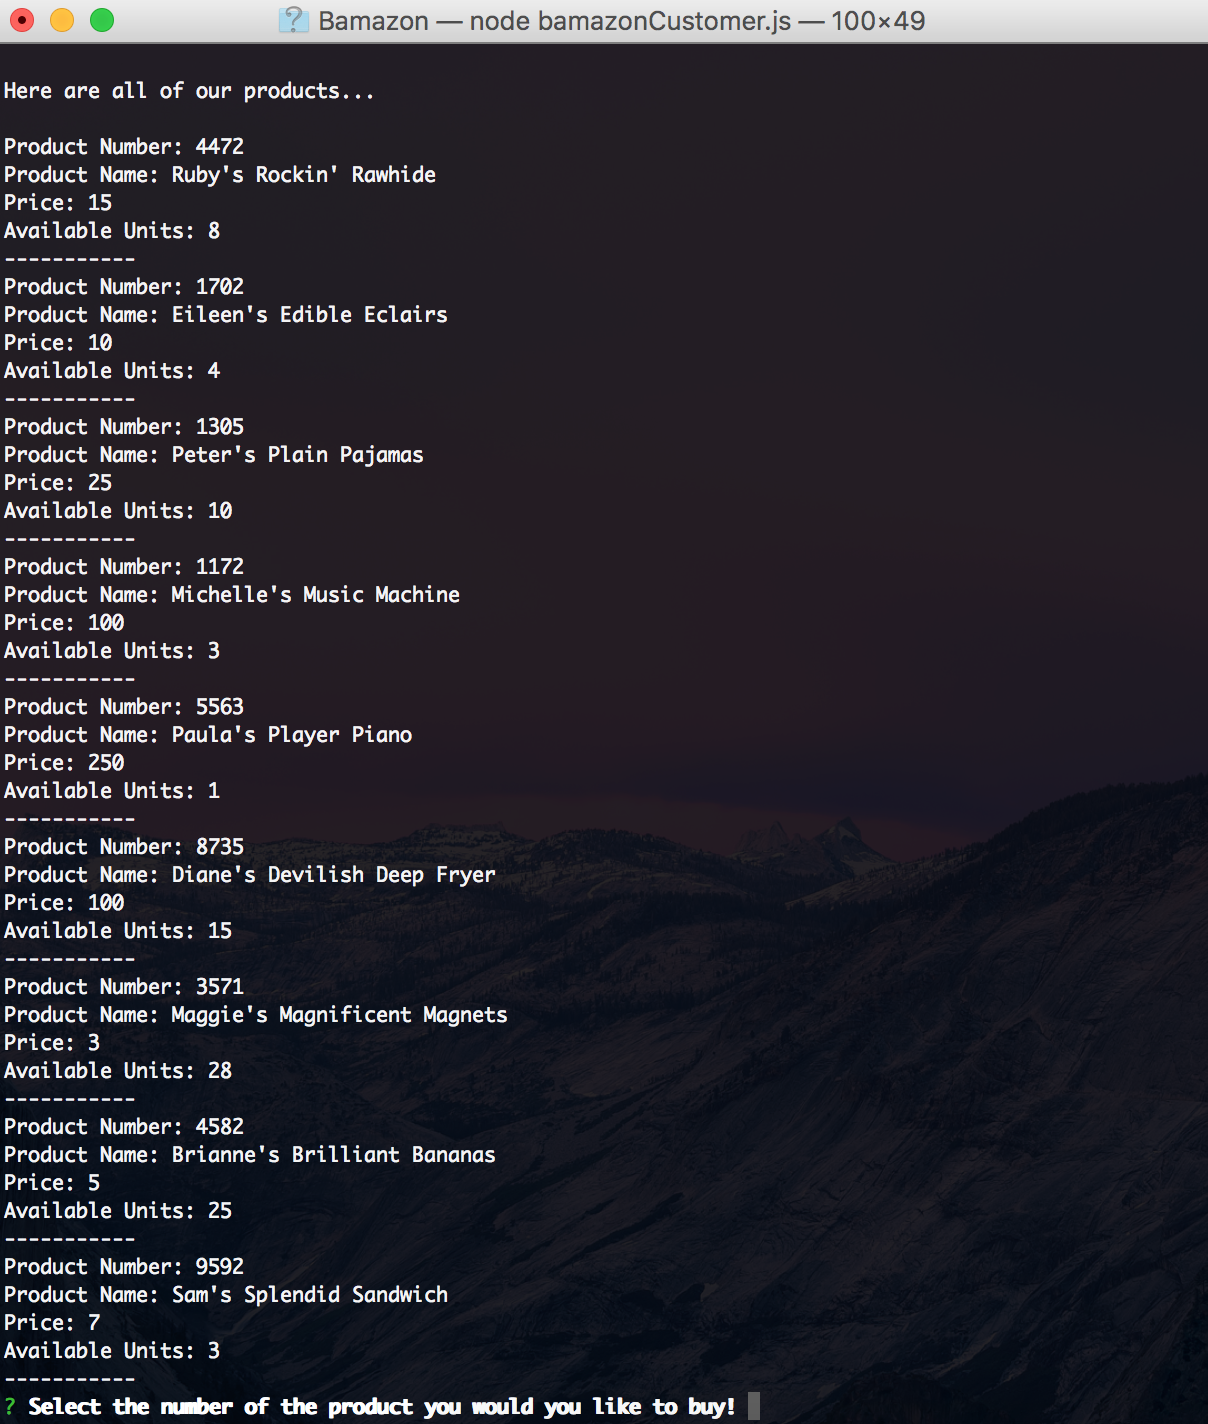 Bamazon — node bamazonCustomer.js — 100×49
Here are all of our products...
Product Number: 4472
Product Name: Ruby's Rockin' Rawhide
Price: 15
Available Units: 8
-----------
Product Number: 1702
Product Name: Eileen's Edible Eclairs
Price: 10
Available Units: 4
-----------
Product Number: 1305
Product Name: Peter's Plain Pajamas
Price: 25
Available Units: 10
-----------
Product Number: 1172
Product Name: Michelle's Music Machine
Price: 100
Available Units: 3
-----------
Product Number: 5563
Product Name: Paula's Player Piano
Price: 250
Available Units: 1
-----------
Product Number: 8735
Product Name: Diane's Devilish Deep Fryer
Price: 100
Available Units: 15
-----------
Product Number: 3571
Product Name: Maggie's Magnificent Magnets
Price: 3
Available Units: 28
-----------
Product Number: 4582
Product Name: Brianne's Brilliant Bananas
Price: 5
Available Units: 25
-----------
Product Number: 9592
Product Name: Sam's Splendid Sandwich
Price: 7
Available Units: 3
-----------
? Select the number of the product you would you like to buy!